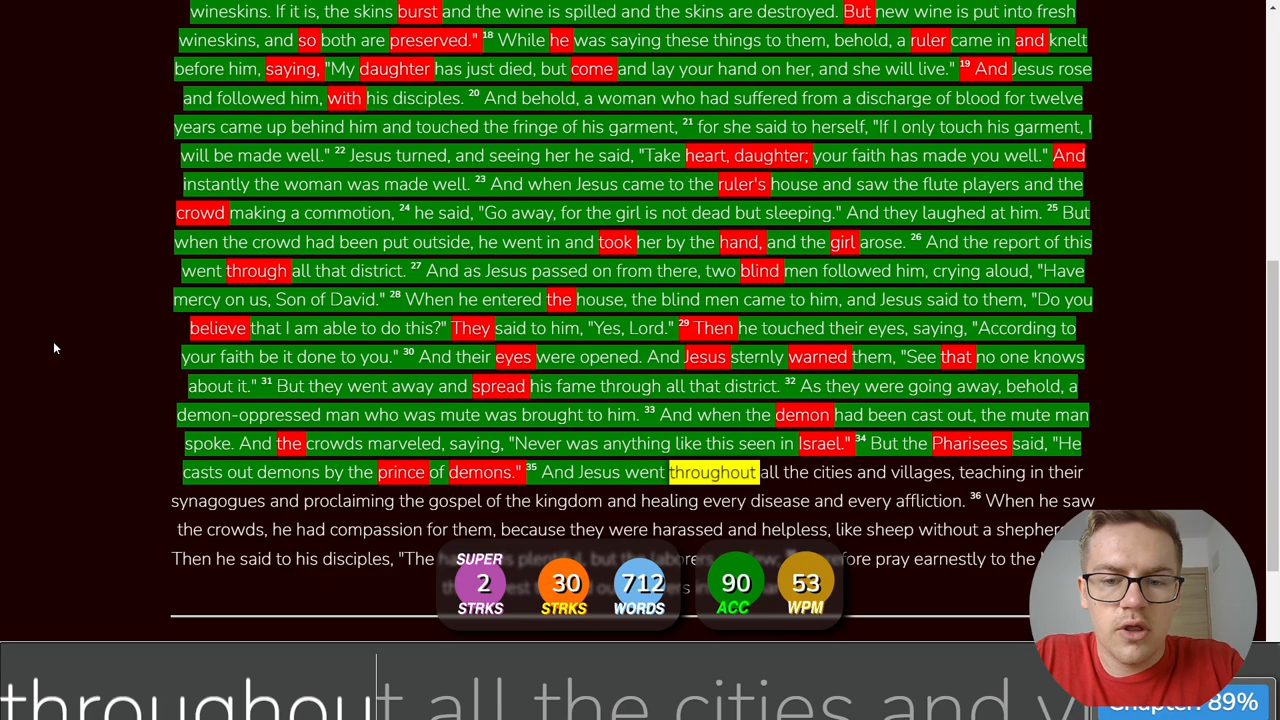 wineskins. If it is, the skins burst and the wine is spilled and the skins are destroyed. But new wine is put into fresh
wineskins, and so both are preserved." 18 While he was saying these things to them, behold, a ruler came in and knelt
before him, saying, "My daughter has just died, but come and lay your hand on her, and she will live." 19 And Jesus rose
and followed him, with his disciples. 20 And behold, a woman who had suffered from a discharge of blood for twelve
years came up behind him and touched the fringe of his garment, 21 for she said to herself, "If I only touch his garment, I
will be made well." 22 Jesus turned, and seeing her he said, "Take heart, daughter; your faith has made you well." And
instantly the woman was made well. 23 And when Jesus came to the ruler's house and saw the flute players and the
crowd making a commotion, 24 he said, "Go away, for the girl is not dead but sleeping." And they laughed at him. 25 But
when the crowd had been put outside, he went in and took her by the hand, and the girl arose. 26 And the report of this
went through all that district. 27 And as Jesus passed on from there, two blind men followed him, crying aloud, "Have
mercy on us, Son of David." 28 When he entered the house, the blind men came to him, and Jesus said to them, "Do you
believe that I am able to do this?" They said to him, "Yes, Lord." 29 Then he touched their eyes, saying, "According to
your faith be it done to you." 30 And their eyes were opened. And Jesus sternly warned them, "See that no one knows
about it." 31 But they went away and spread his fame through all that district. 32 As they were going away, behold, a
demon-oppressed man who was mute was brought to him. 33 And when the demon had been cast out, the mute man
spoke. And the crowds marveled, saying, "Never was anything like this seen in Israel." 34 But the Pharisees said, "He
casts out demons by the prince of demons." 35 And Jesus went throughout all the cities and villages, teaching in their
synagogues and proclaiming the gospel of the kingdom and healing every disease and every affliction. 36 When he saw
the crowds, he had compassion for them, because they were harassed and helpless, like sheep without a
Then he said to his disciples, "The pray earnestly to the
SUPER
2 30 712 90 53
STRKS STRKS WORDS ACC WPM
throughout all the cities and
Chapter: 89%